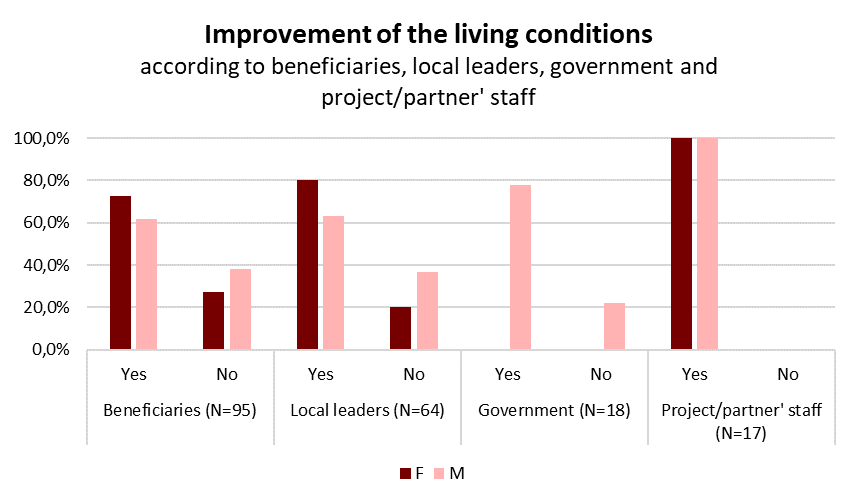 Improvement of the living conditions
according to beneficiaries, local leaders, government and
project/partner' staff
100,0%
80,0%
60,0%
40,0%
20,0%
0,0%
Yes No Yes No Yes No Yes No
Beneficiaries (N=95) Local leaders (N=64) Government (N=18) Project/partner' staff
(N=17)
F M